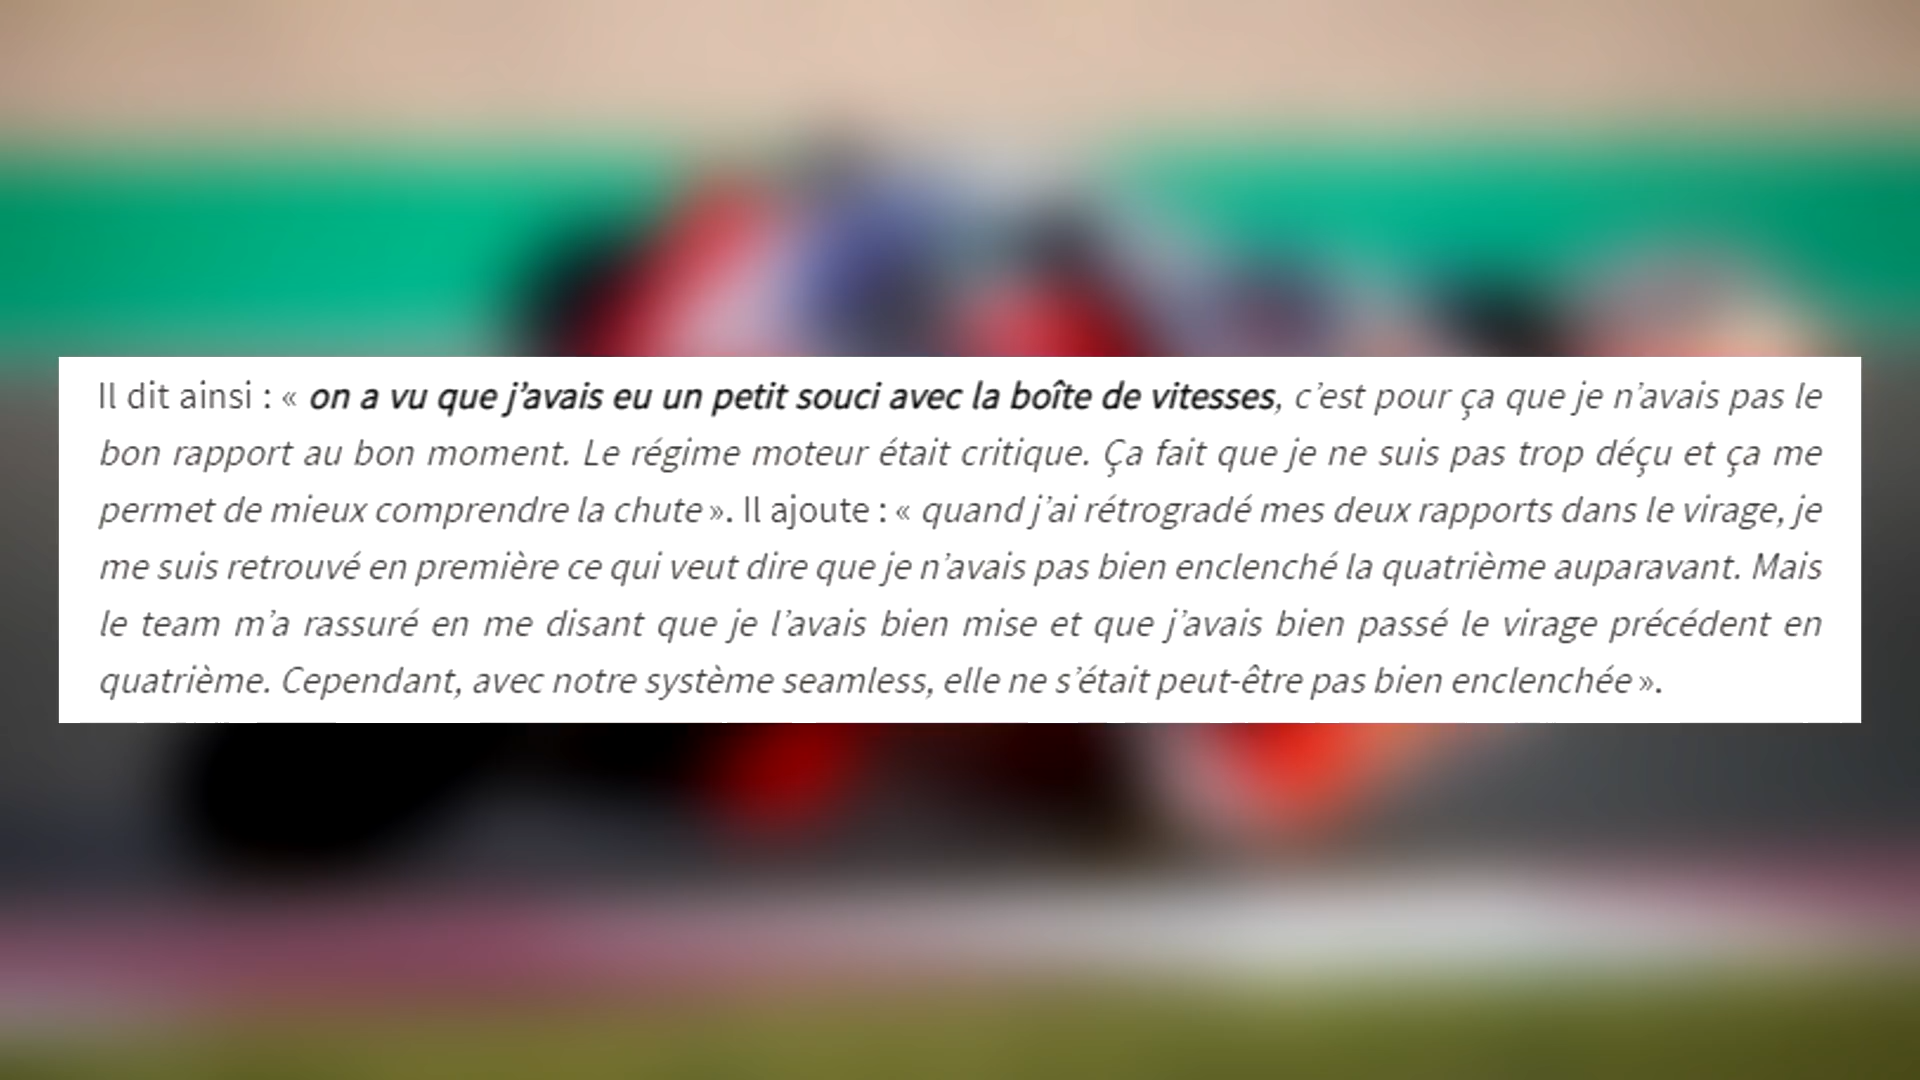 Il dit ainsi : « on a vu que j’avais eu un petit souci avec la boîte de vitesses, c’est pour ça que je n’avais pas le
bon rapport au bon moment. Le régime moteur était critique. Ça fait que je ne suis pas trop déçu et ça me
permet de mieux comprendre la chute ». Il ajoute : « quand j’ai rétrogradé mes deux rapports dans le virage, je
me suis retrouvé en première ce qui veut dire que je n’avais pas bien enclenché la quatrième auparavant. Mais
le team m’a rassuré en me disant que je l’avais bien mise et que j’avais bien passé le virage précédent en
quatrième. Cependant, avec notre système seamless, elle ne s’était peut-être pas bien enclenchée ».